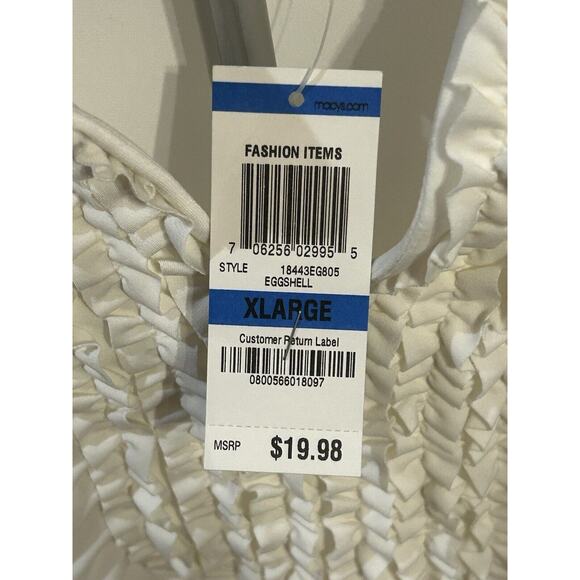 macys.com
FASHION ITEMS
7 06256 02995 5
STYLE 18443EG805
EGGSHELL
XLARGE
Customer Return Label
0800566018097
MSRP $19.98